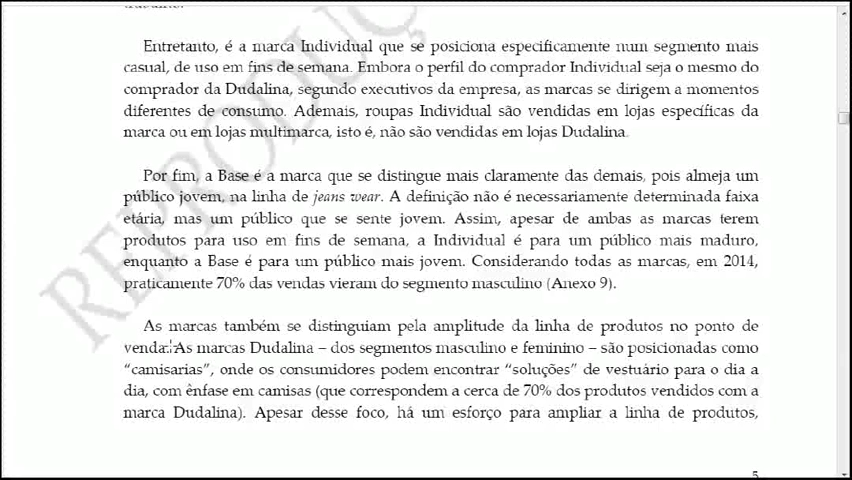 Entretanto, é a marca Individual que se posiciona especificamente num segmento mais
casual, de uso em fins de semana. Embora o perfil do comprador Individual seja o mesmo do
comprador da Dudalina, segundo executivos da empresa, as marcas se dirigem a momentos
diferentes de consumo. Ademais, roupas Individual são vendidas em lojas específicas da
marca ou em lojas multimarca, isto é, não são vendidas em lojas Dudalina.
Por fim, a Base é a marca que se distingue mais claramente das demais, pois almeja um
público jovem, na linha de jeans wear. A definição não é necessariamente determinada faixa
etária, mas um público que se sente jovem. Assim, apesar de ambas as marcas terem
produtos para uso em fins de semana, a Individual é para um público mais maduro,
enquanto a Base é para um público mais jovem. Considerando todas as marcas, em 2014,
praticamente 70% das vendas vieram do segmento masculino (Anexo 9).
As marcas também se distinguiam pela amplitude da linha de produtos no ponto de
venda. As marcas Dudalina – dos segmentos masculino e feminino – são posicionadas como
“camisarias”, onde os consumidores podem encontrar “soluções” de vestuário para o dia a
dia, com ênfase em camisas (que correspondem a cerca de 70% dos produtos vendidos com a
marca Dudalina). Apesar desse foco, há um esforço para ampliar a linha de produtos,
5
REPRODUÇ